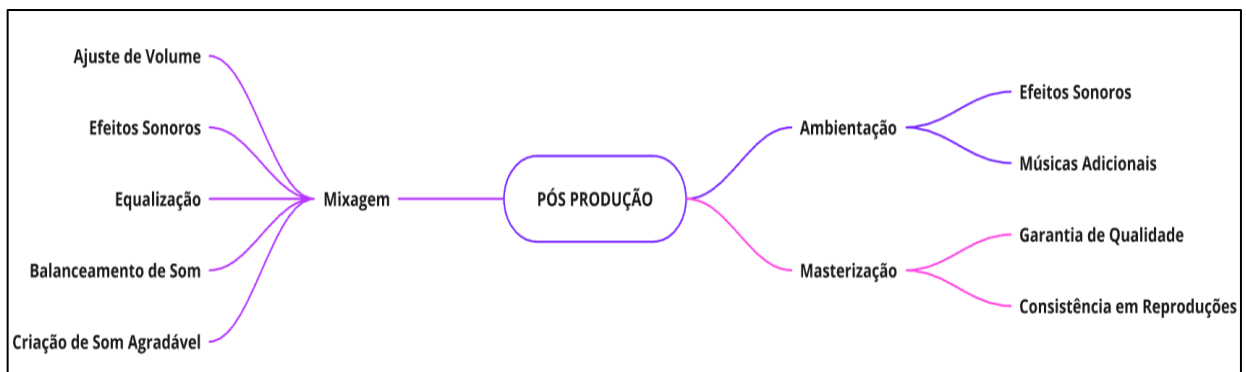 Ajuste de Volume
Efeitos Sonoros
Equalização
Balanceamento de Som
Criação de Som Agradável
Mixagem
PÓS PRODUÇÃO
Ambientação
Efeitos Sonoros
Músicas Adicionais
Masterização
Garantia de Qualidade
Consistência em Reproduções